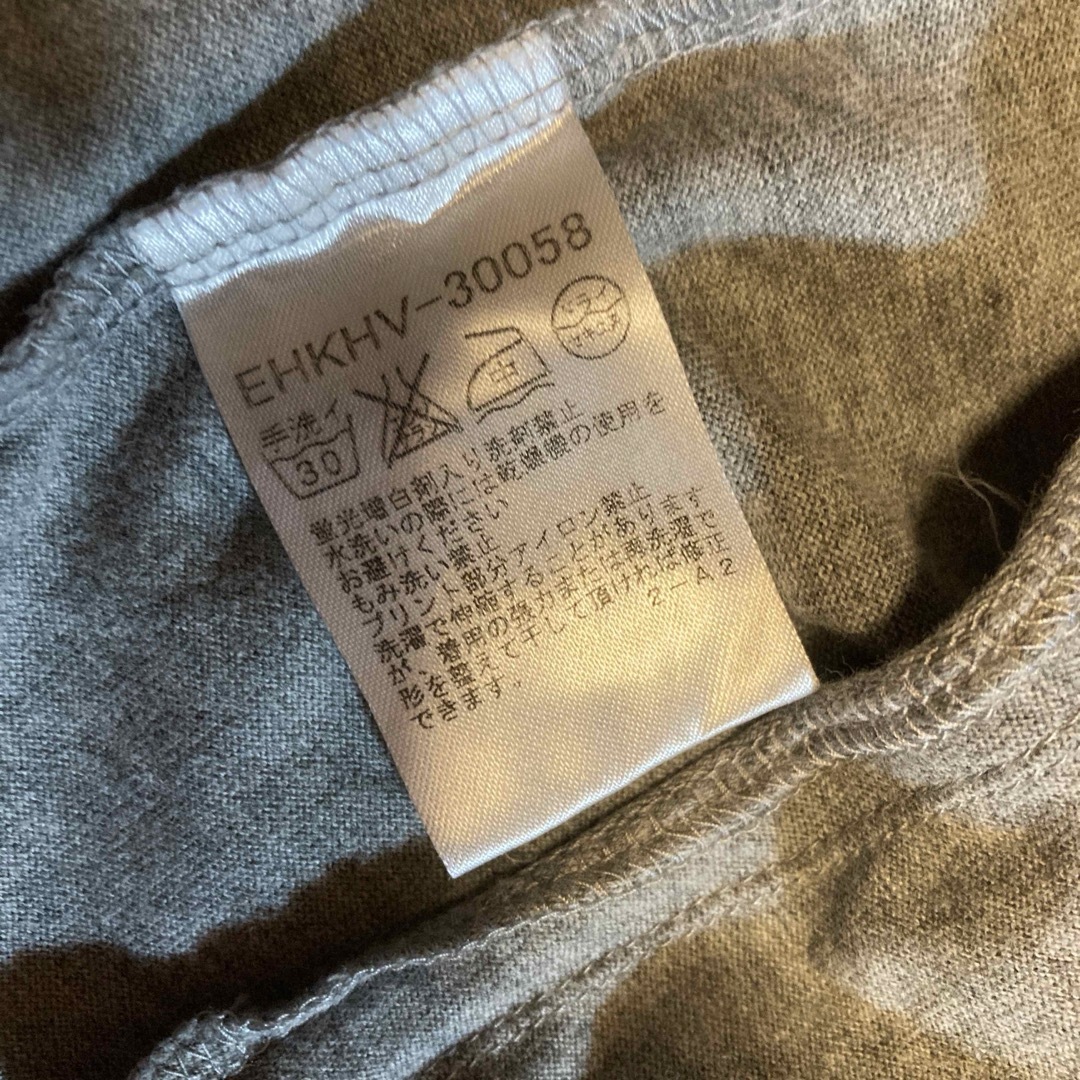 EHKHV-30058
手洗イ
30
中
蛍光増白剤入り洗剤禁止
水洗いの際には乾燥機の使用を
お避けください
もみ洗い禁止
プリント部分アイロン禁止
洗濯で伸縮することがあります
が、着用の張力または洗濯で
形を整えて干して頂ければ修正
できます。 2-A2